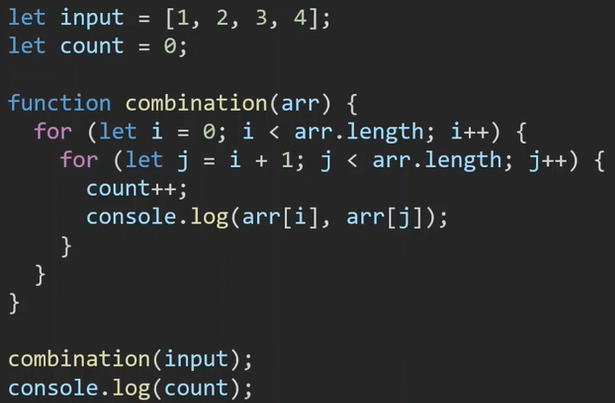 let input = [1, 2, 3, 4];
let count = 0;
function combination(arr) {
for (let i = 0; i < arr.length; i++) {
for (let j = i + 1; j < arr.length; j++) {
count++;
console.log(arr[i], arr[j]);
}
}
}
combination(input);
console.log(count);